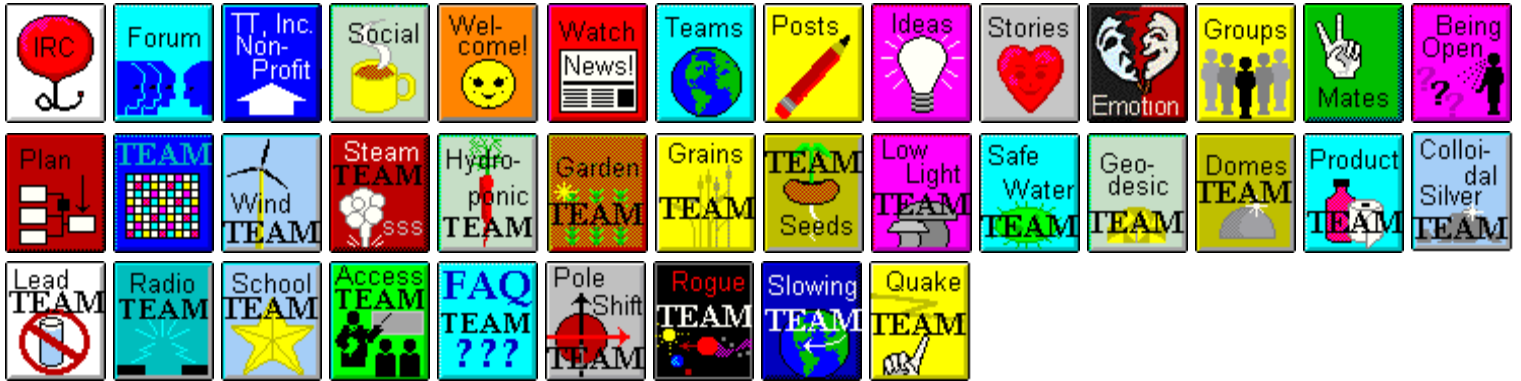 IRC
Forum
TT, Inc.
Non-
Profit
Social
Wel-
come!
Watch
News!
Teams
Posts
Ideas
Stories
Emotion
Groups
Mates
Being
Open
???
Plan
TEAM
Wind
TEAM
Steam
TEAM
sss
Hydro-
ponic
TEAM
Garden
TEAM
Grains
TEAM
TEAM
Seeds
Low
Light
TEAM
Safe
Water
TEAM
Geo-
desic
TEAM
Domes
TEAM
Product
TEAM
Colloi-
dal
Silver
TEAM
Lead
TEAM
Radio
TEAM
School
TEAM
Access
TEAM
FAQ
TEAM
???
Pole
Shift
TEAM
Rogue
TEAM
Slowing
TEAM
Quake
TEAM